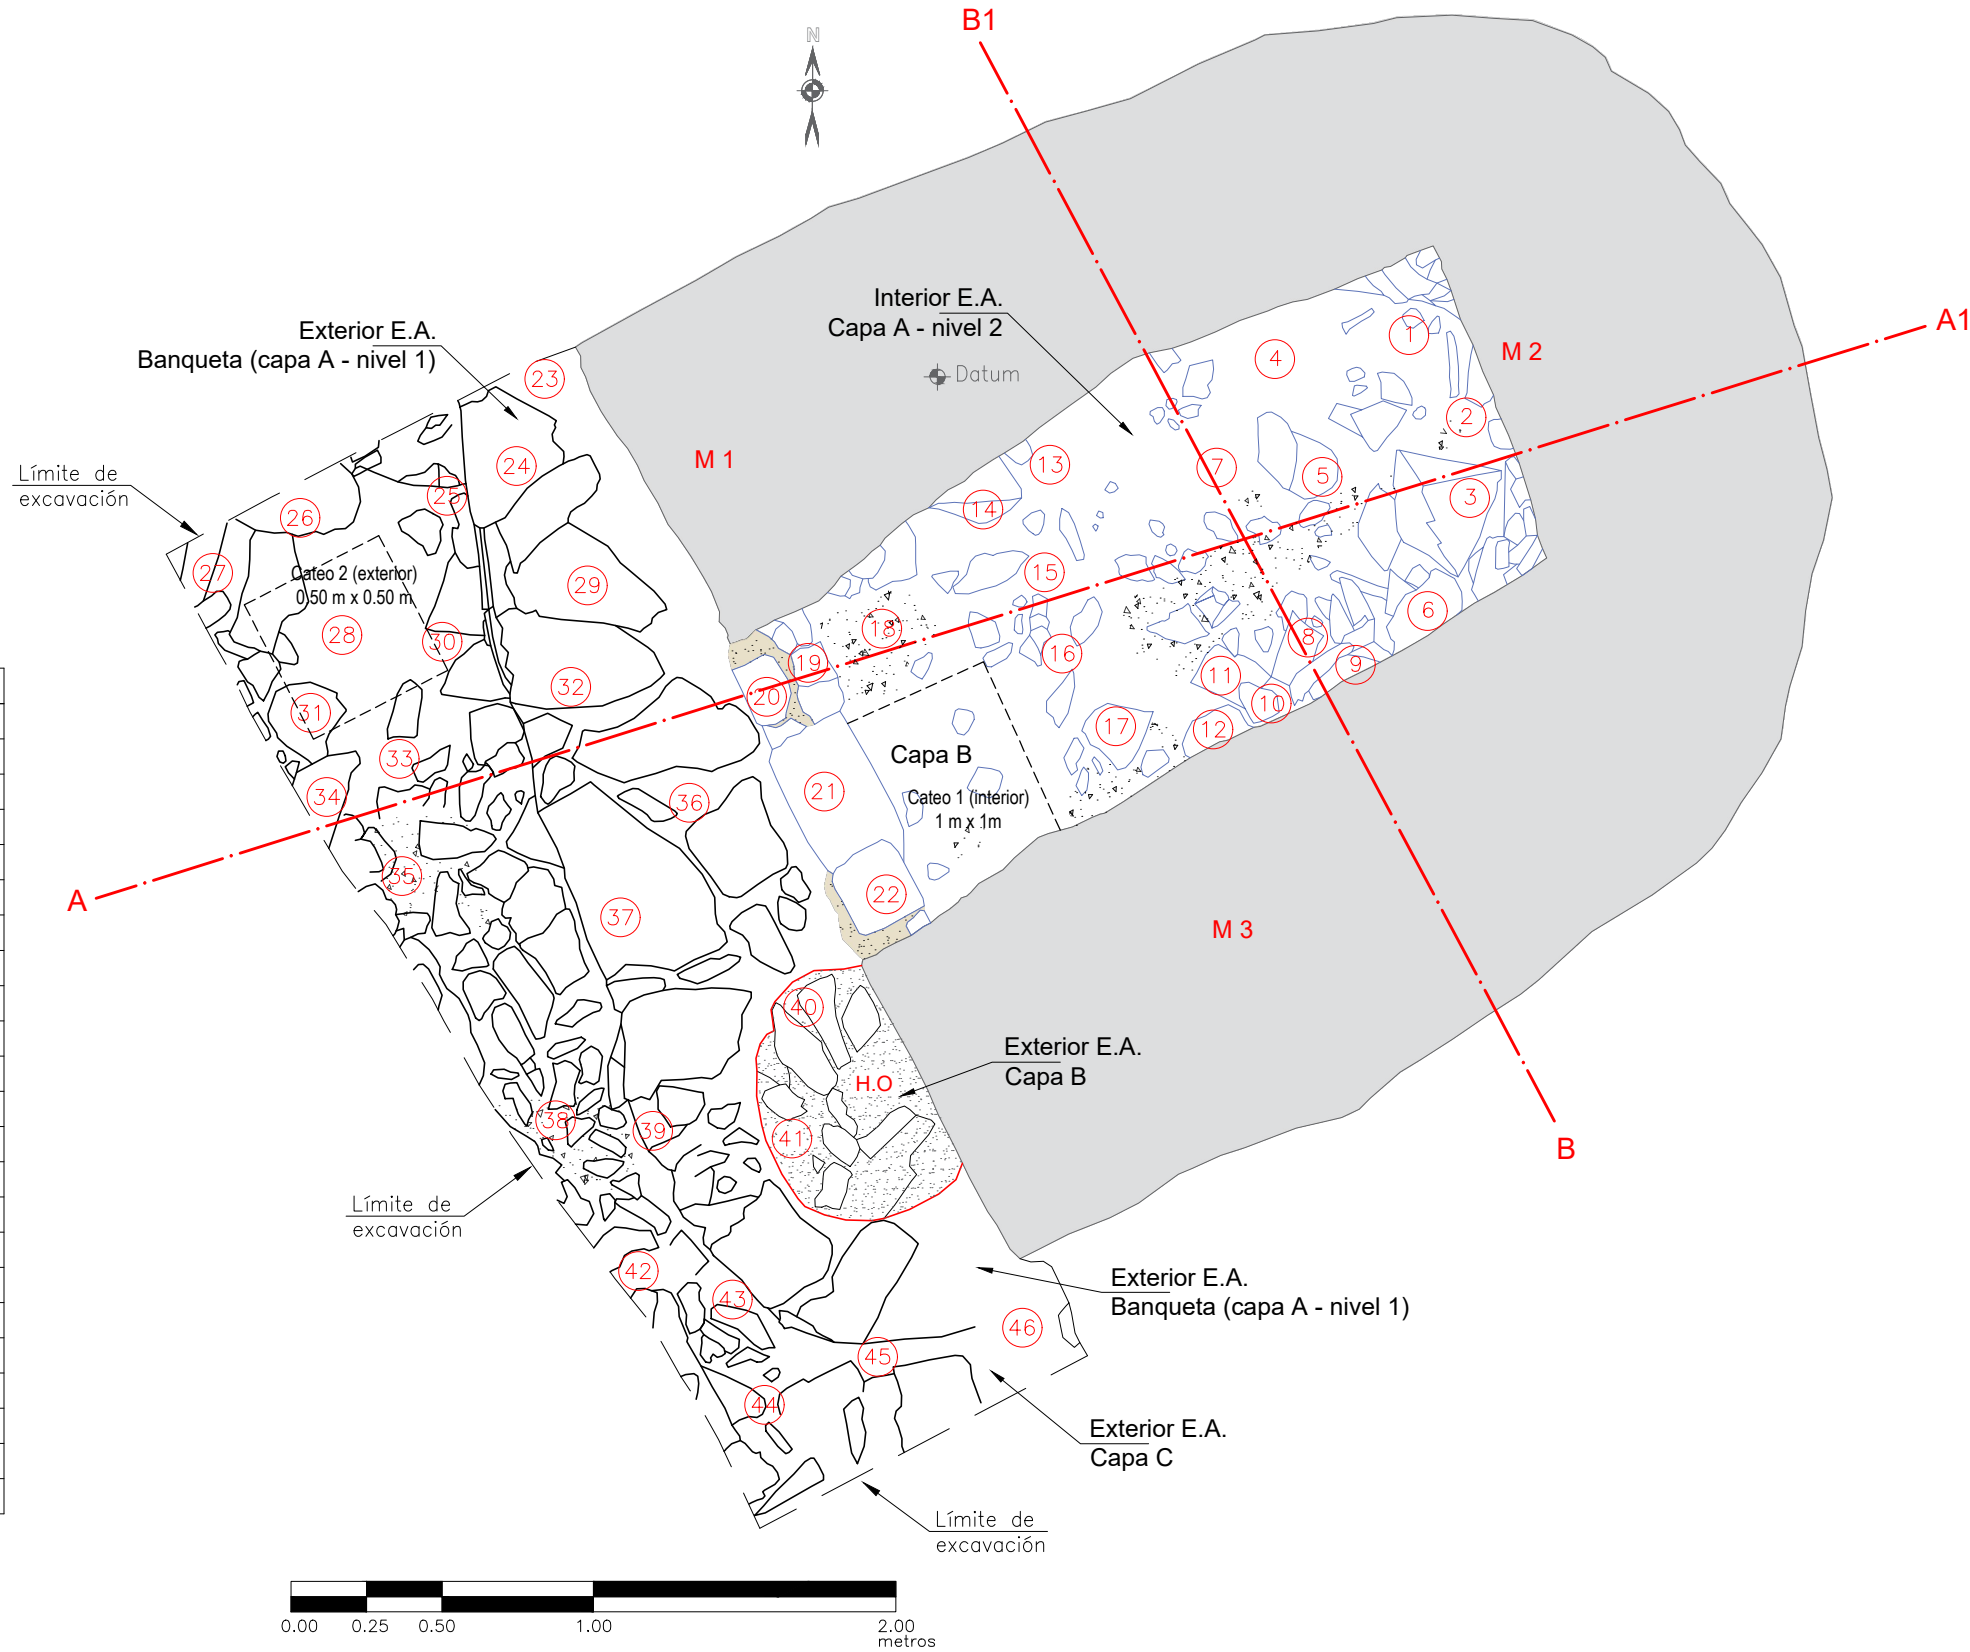 B1
N
A1
Interior E.A.
Capa A - nivel 2
Exterior E.A.
Banqueta (capa A - nivel 1)
1
4
M 2
Datum
23
2
M 1
24
13
7
5
Límite de
excavación
25
3
14
26
27
Cateo 2 (exterior)
0.50 m x 0.50 m
15
29
6
18
28
30
8
16
19
9
11
32
20
10
31
17
12
33
Capa B
34
21
Cateo 1 (interior)
1 m x 1m
36
35
22
A
37
M 3
40
Exterior E.A.
Capa B
H.O
38
39
41
B
Límite de
excavación
42
Exterior E.A.
Banqueta (capa A - nivel 1)
43
46
45
44
Exterior E.A.
Capa C
Límite de
excavación
0.00 0.25 0.50 1.00 2.00
metros